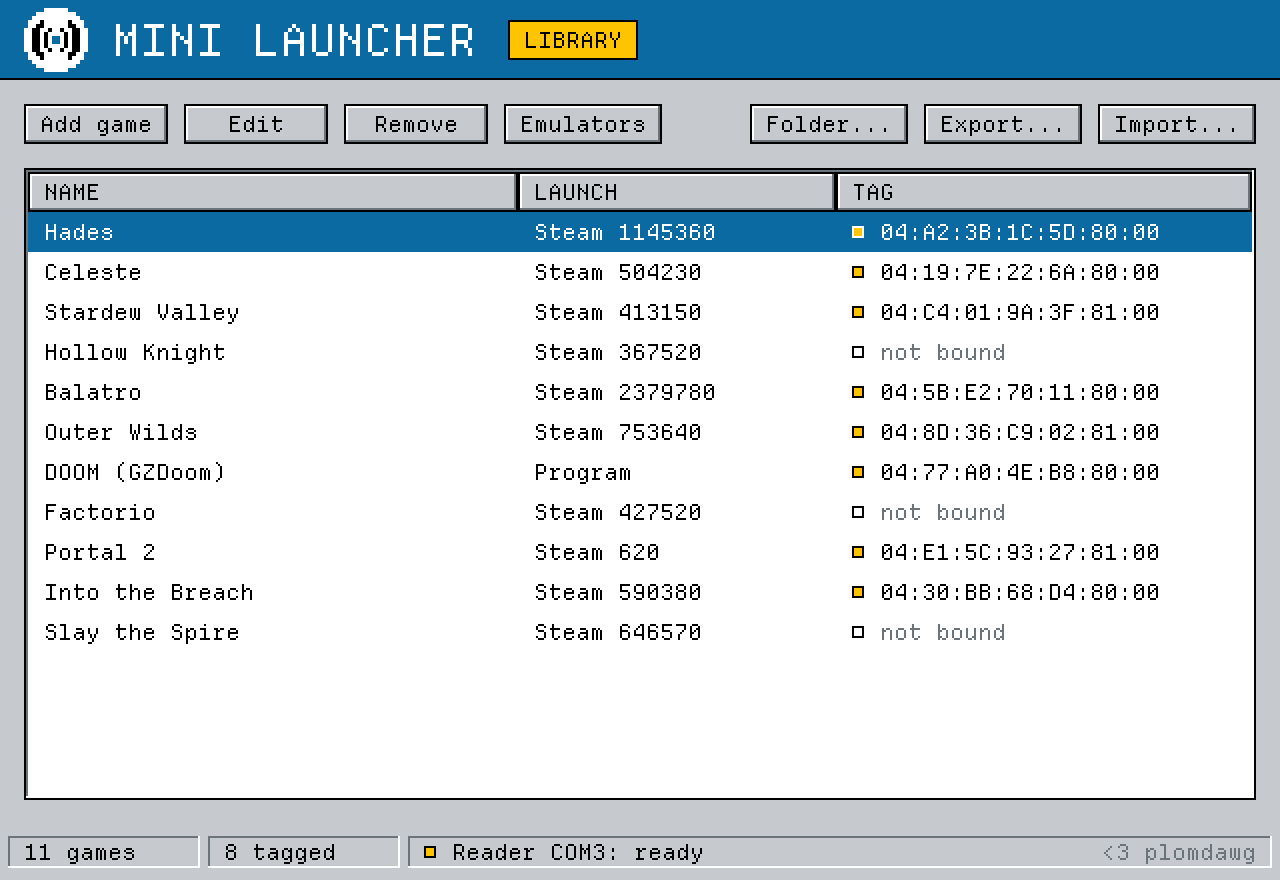 MINI LAUNCHER LIBRARY
Add game Edit Remove Emulators Folder... Export... Import...
NAME LAUNCH TAG
Hades Steam 1145360 04:A2:3B:1C:5D:80:00
Celeste Steam 504230 04:19:7E:22:6A:80:00
Stardew Valley Steam 413150 04:C4:01:9A:3F:81:00
Hollow Knight Steam 367520 not bound
Balatro Steam 2379780 04:5B:E2:70:11:80:00
Outer Wilds Steam 753640 04:8D:36:C9:02:81:00
DOOM (GZDoom) Program 04:77:A0:4E:B8:80:00
Factorio Steam 427520 not bound
Portal 2 Steam 620 04:E1:5C:93:27:81:00
Into the Breach Steam 590380 04:30:BB:68:D4:80:00
Slay the Spire Steam 646570 not bound
11 games 8 tagged Reader COM3: ready <3 plomdawg